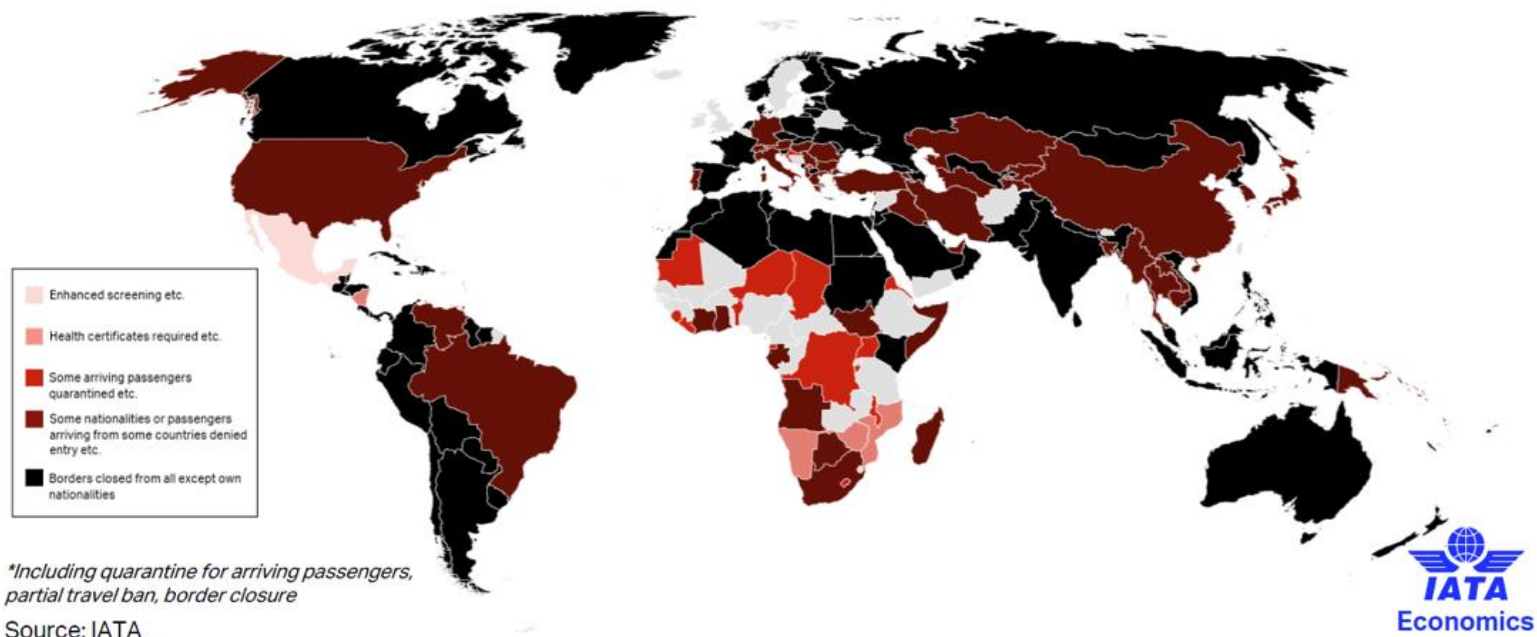 Enhanced screening etc.
Health certificates required etc.
Some arriving passengers
quarantined etc.
Some nationalities or passengers
arriving from some countries denied
entry etc.
Borders closed from all except own
nationalities
*Including quarantine for arriving passengers,
partial travel ban, border closure
Source: IATA
IATA
Economics